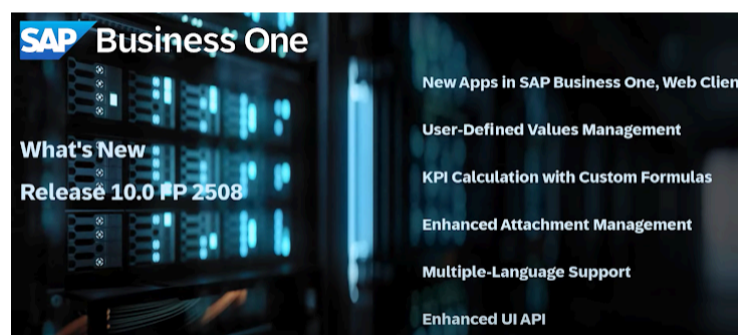 SAP Business One
What's New
Release 10.0 FP 2508
New Apps in SAP Business One, Web Clien
User-Defined Values Management
KPI Calculation with Custom Formulas
Enhanced Attachment Management
Multiple-Language Support
Enhanced UI API